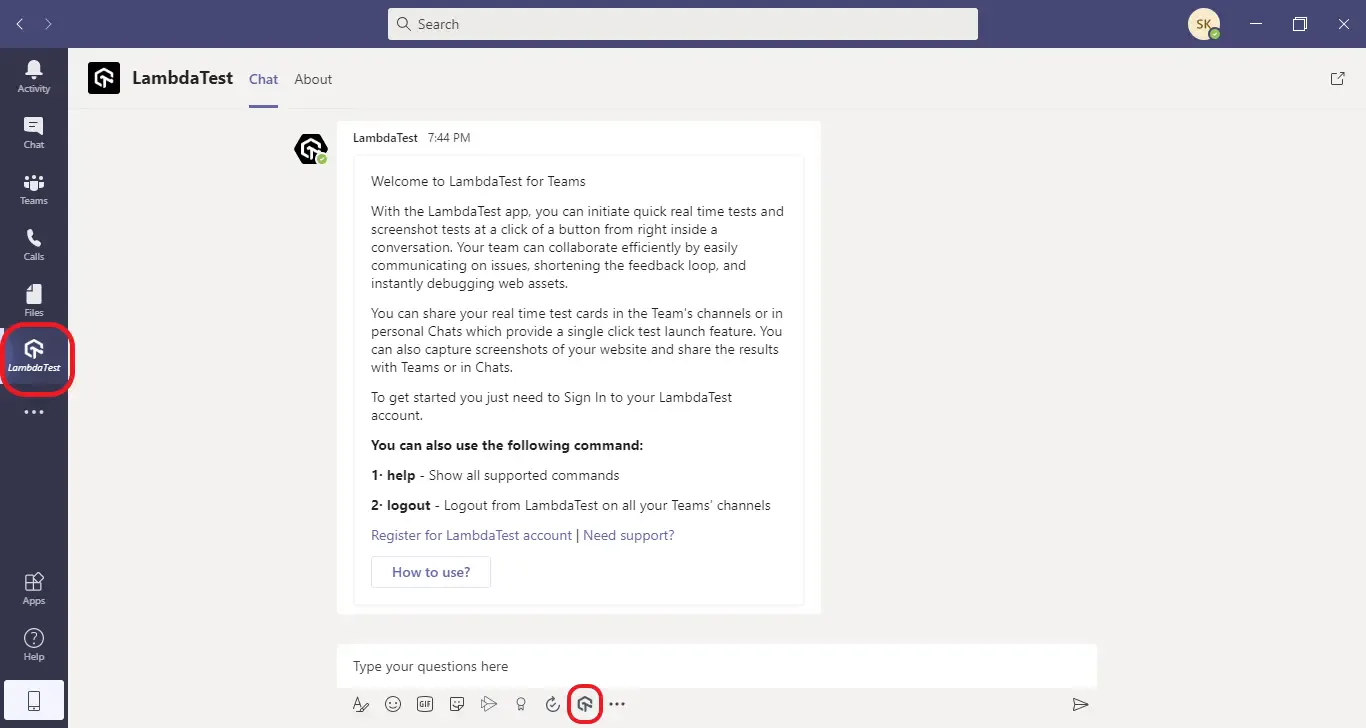 Search
SK
Activity
Chat
Teams
Calls
Files
LambdaTest
Apps
Help
LambdaTest Chat About
LambdaTest 7:44 PM
Welcome to LambdaTest for Teams
With the LambdaTest app, you can initiate quick real time tests and
screenshot tests at a click of a button from right inside a
conversation. Your team can collaborate efficiently by easily
communicating on issues, shortening the feedback loop, and
instantly debugging web assets.
You can share your real time test cards in the Team's channels or in
personal Chats which provide a single click test launch feature. You
can also capture screenshots of your website and share the results
with Teams or in Chats.
To get started you just need to Sign In to your LambdaTest
account.
You can also use the following command:
1· help - Show all supported commands
2· logout - Logout from LambdaTest on all your Teams' channels
Register for LambdaTest account | Need support?
How to use?
Type your questions here
GIF